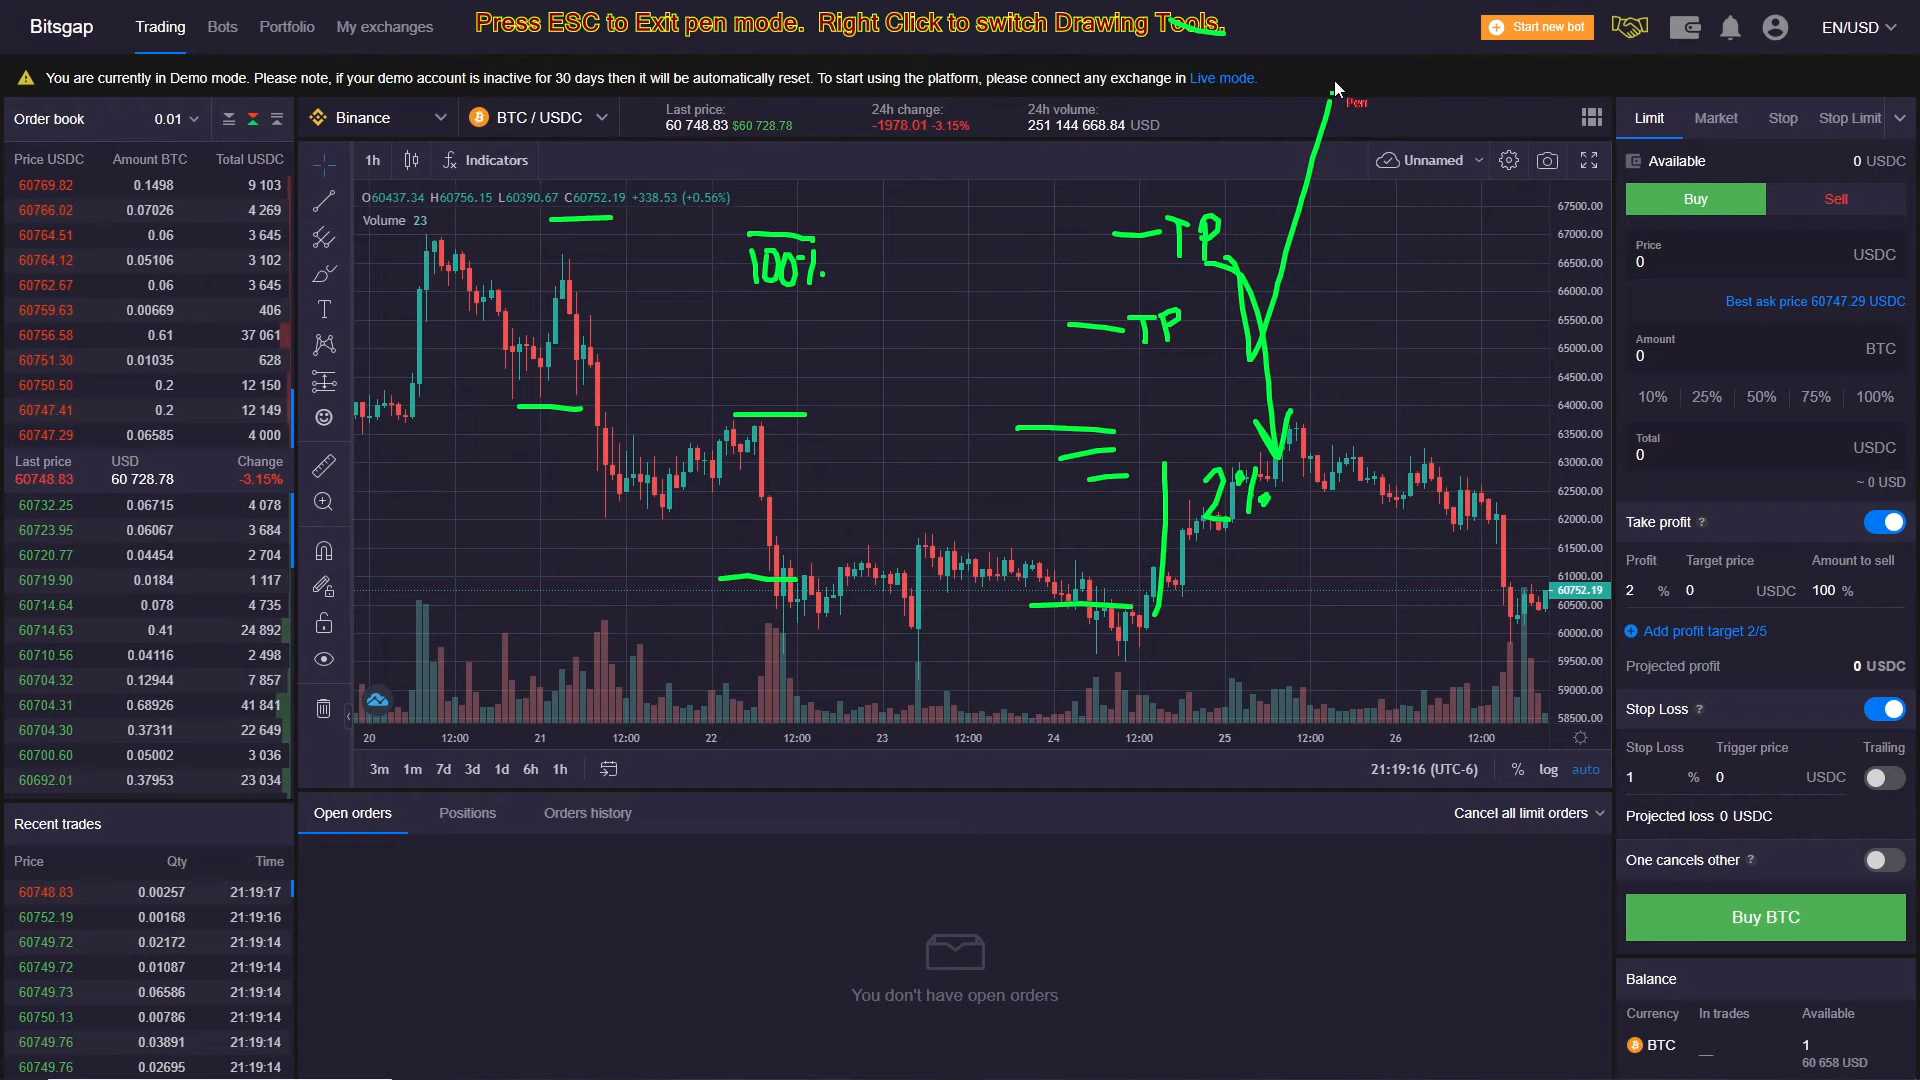 Bitsgap Trading Bots Portfolio My exchanges Press ESC to Exit pen mode. Right Click to switch Drawing Tools. Start new bot EN/USD
You are currently in Demo mode. Please note, if your demo account is inactive for 30 days then it will be automatically reset. To start using the platform, please connect any exchange in Live mode.
Pen
Order book 0.01
Price USDC Amount BTC Total USDC
60769.82 0.1498 9 103
60766.02 0.07026 4 269
60764.51 0.06 3 645
60764.12 0.05106 3 102
60762.67 0.06 3 645
60759.63 0.00669 406
60756.58 0.61 37 061
60751.30 0.01035 628
60750.50 0.2 12 150
60747.41 0.2 12 149
60747.29 0.06585 4 000
Last price USD Change
60748.83 60 728.78 -3.15%
60732.25 0.06715 4 078
60723.95 0.06067 3 684
60720.77 0.04454 2 704
60719.90 0.0184 1 117
60714.64 0.078 4 735
60714.63 0.41 24 892
60710.56 0.04116 2 498
60704.32 0.12944 7 857
60704.31 0.68926 41 841
60704.30 0.37311 22 649
60700.60 0.05002 3 036
60692.01 0.37953 23 034
Recent trades
Price Qty Time
60748.83 0.00257 21:19:17
60752.19 0.00168 21:19:16
60749.72 0.02172 21:19:14
60749.72 0.01087 21:19:14
60749.73 0.06586 21:19:14
60750.13 0.00786 21:19:14
60749.76 0.03891 21:19:14
60749.76 0.02695 21:19:14
Binance BTC / USDC
Last price: 24h change: 24h volume:
60 748.83 $60 728.78 -1978.01 -3.15% 251 144 668.84 USD
1h Indicators Unnamed
O60437.34 H60756.15 L60390.67 C60752.19 +338.53 (+0.56%)
Volume 23
100%
TP
TP
2%
67500.00
67000.00
66500.00
66000.00
65500.00
65000.00
64500.00
64000.00
63500.00
63000.00
62500.00
62000.00
61500.00
61000.00
60752.19
60500.00
60000.00
59500.00
59000.00
58500.00
20 12:00 21 12:00 22 12:00 23 12:00 24 12:00 25 12:00 26 12:00
3m 1m 7d 3d 1d 6h 1h 21:19:16 (UTC-6) % log auto
Open orders Positions Orders history Cancel all limit orders
You don't have open orders
Limit Market Stop Stop Limit
Available 0 USDC
Buy Sell
Price
0 USDC
Best ask price 60747.29 USDC
Amount
0 BTC
10% 25% 50% 75% 100%
Total
0 USDC
~ 0 USD
Take profit ?
Profit Target price Amount to sell
2 % 0 USDC 100 %
Add profit target 2/5
Projected profit 0 USDC
Stop Loss ?
Stop Loss Trigger price Trailing
1 % 0 USDC
Projected loss 0 USDC
One cancels other ?
Buy BTC
Balance
Currency In trades Available
BTC __ 1
60 658 USD